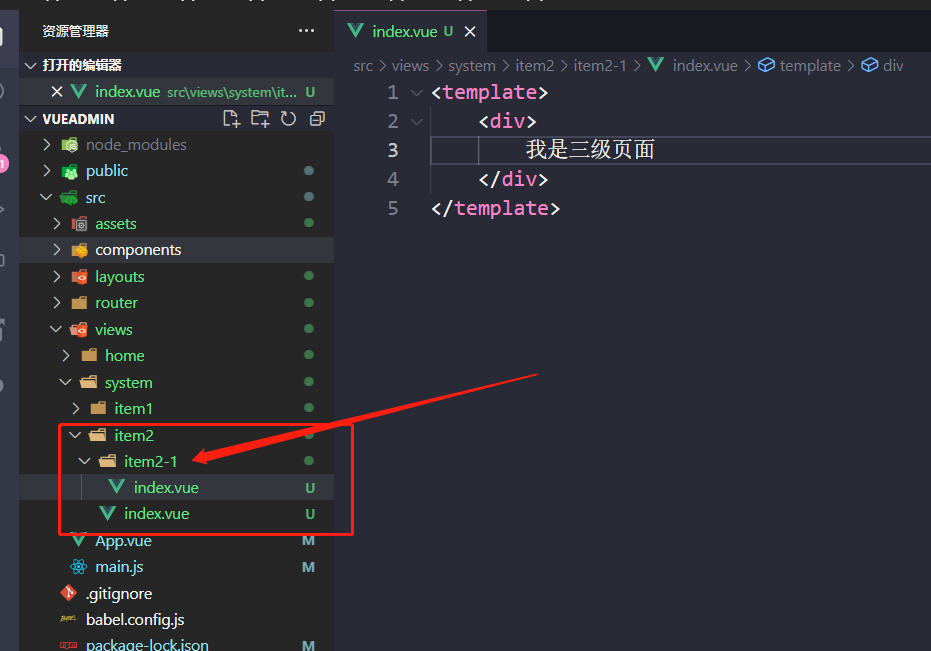 资源管理器
打开的编辑器
index.vue src\views\system\it... U
VUEADMIN
node_modules
public
src
assets
components
layouts
router
views
home
system
item1
item2
item2-1
index.vue U
index.vue U
App.vue M
main.js M
.gitignore
babel.config.js
package-lock.json M
index.vue U
src > views > system > item2 > item2-1 > index.vue > template > div
1 <template>
2 <div>
3 我是三级页面
4 </div>
5 </template>